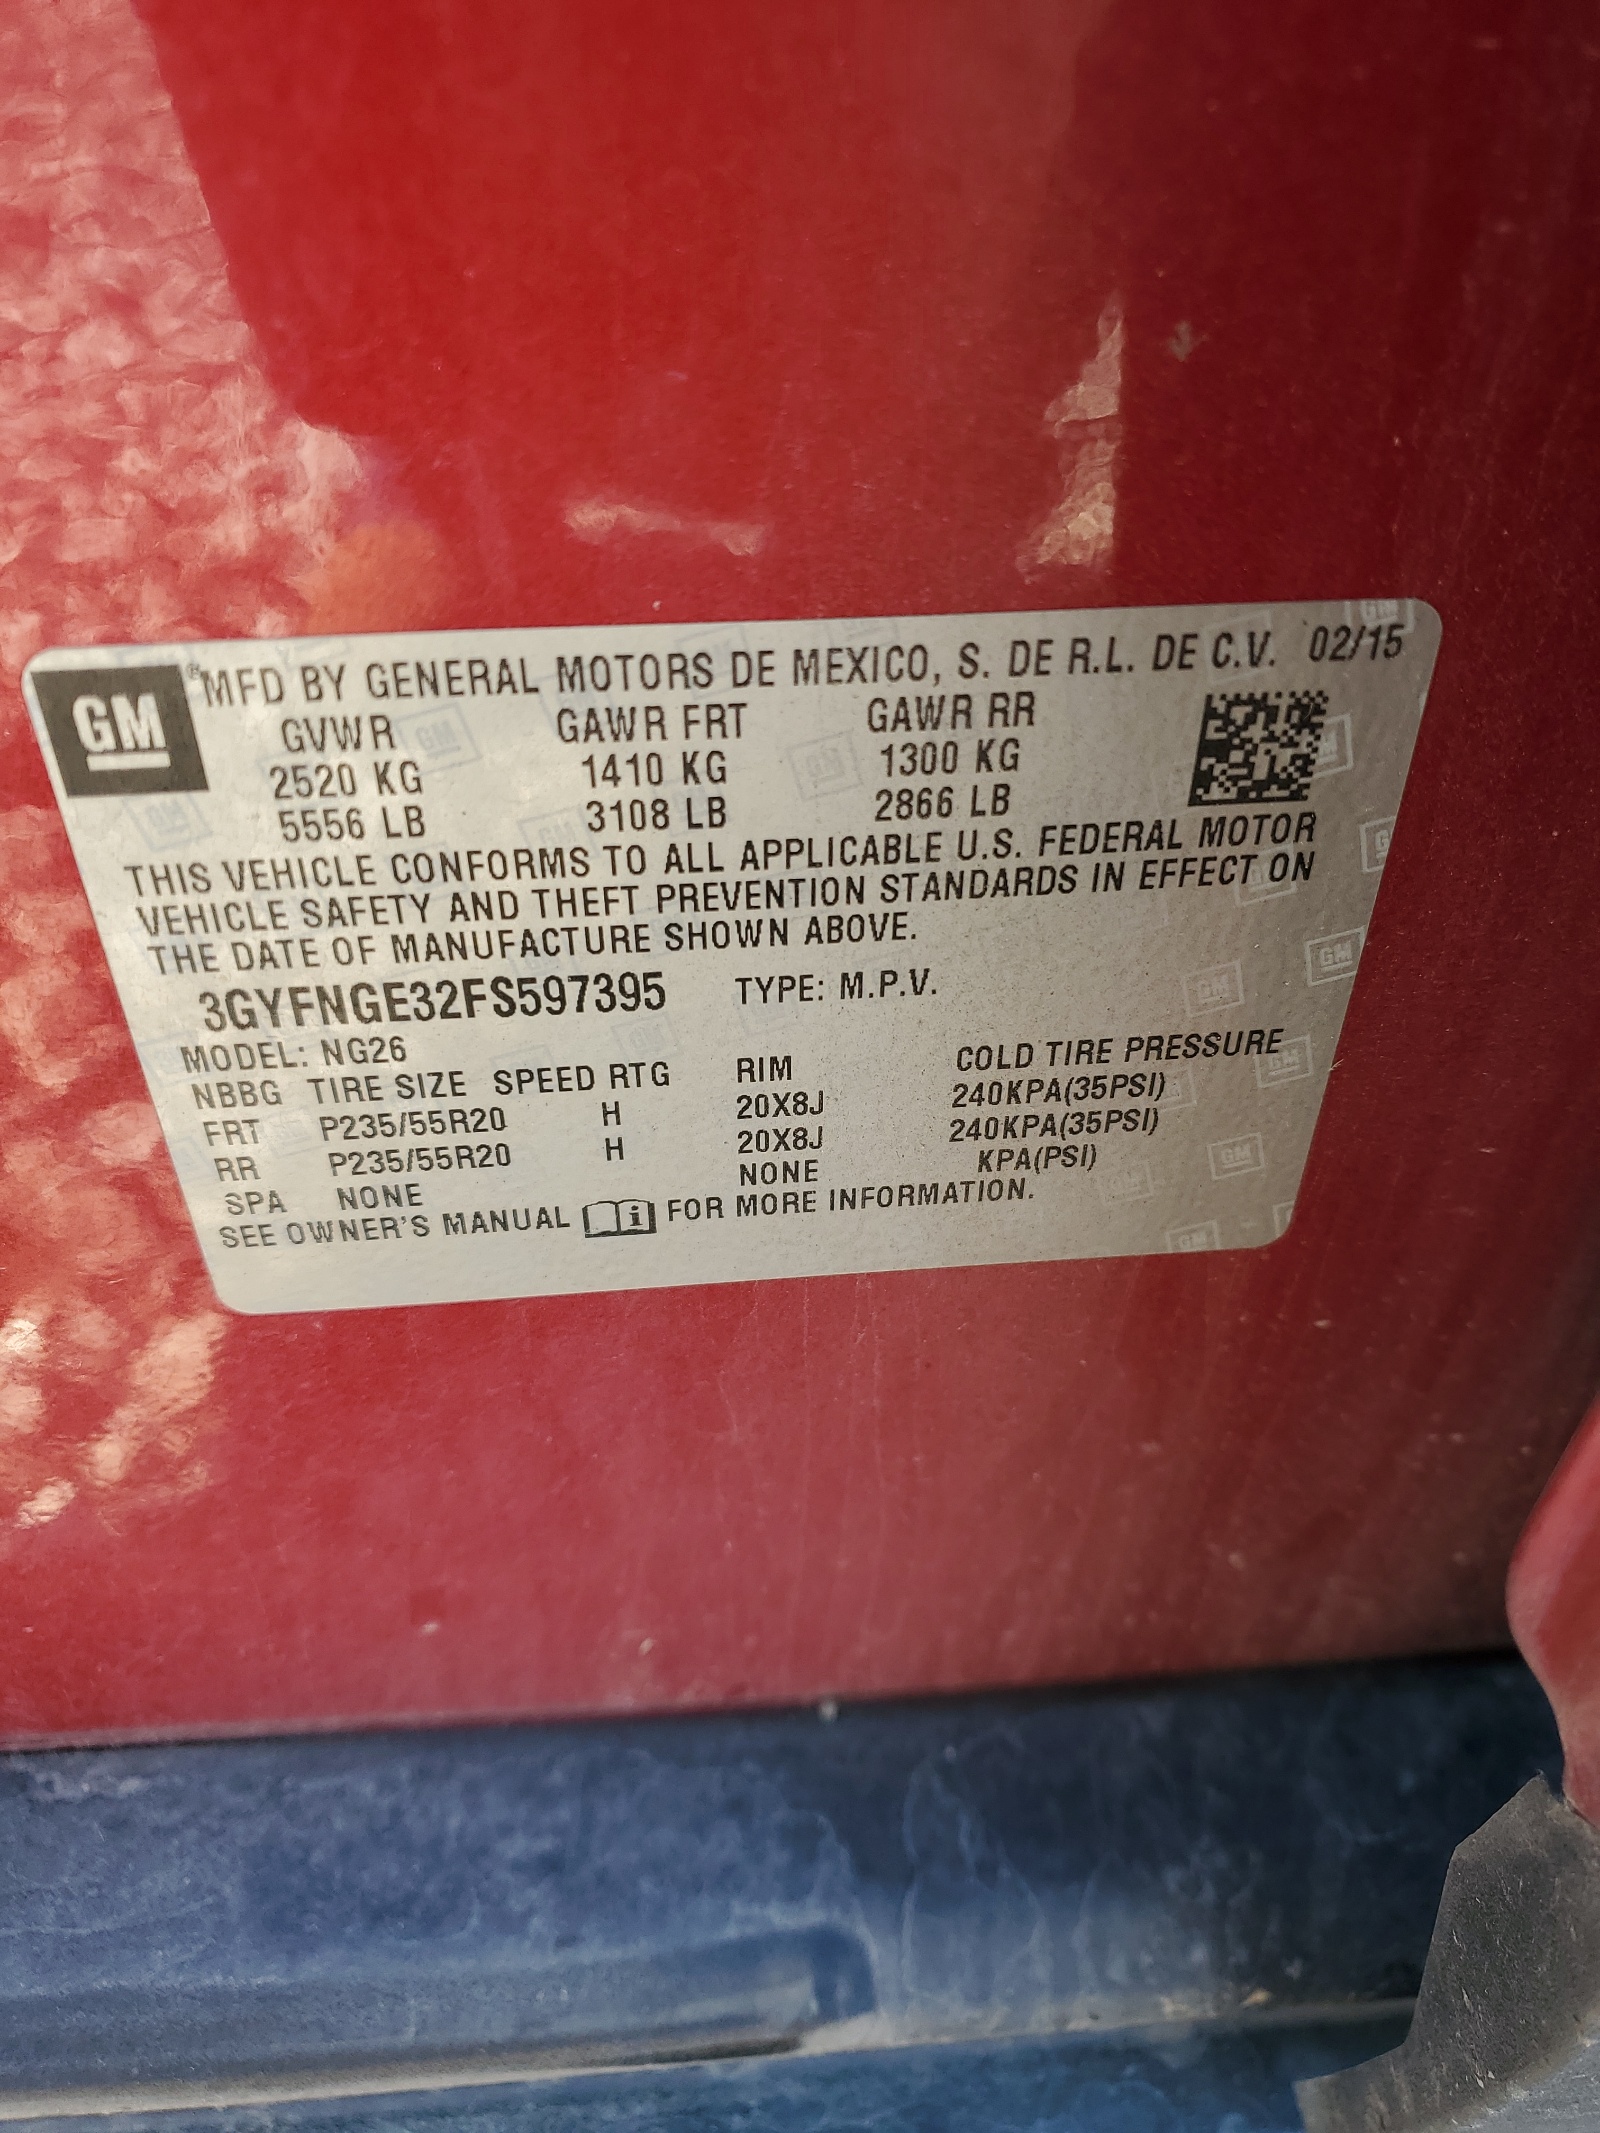 GM ® MFD BY GENERAL MOTORS DE MEXICO, S. DE R.L. DE C.V. 02/15
GVWR GAWR FRT GAWR RR
2520 KG 1410 KG 1300 KG
5556 LB 3108 LB 2866 LB
THIS VEHICLE CONFORMS TO ALL APPLICABLE U.S. FEDERAL MOTOR
VEHICLE SAFETY AND THEFT PREVENTION STANDARDS IN EFFECT ON
THE DATE OF MANUFACTURE SHOWN ABOVE.
3GYFNGE32FS597395 TYPE: M.P.V.
MODEL: NG26
NBBG TIRE SIZE SPEED RTG RIM COLD TIRE PRESSURE
FRT P235/55R20 H 20X8J 240KPA(35PSI)
RR P235/55R20 H 20X8J 240KPA(35PSI)
SPA NONE NONE KPA(PSI)
SEE OWNER'S MANUAL i FOR MORE INFORMATION.